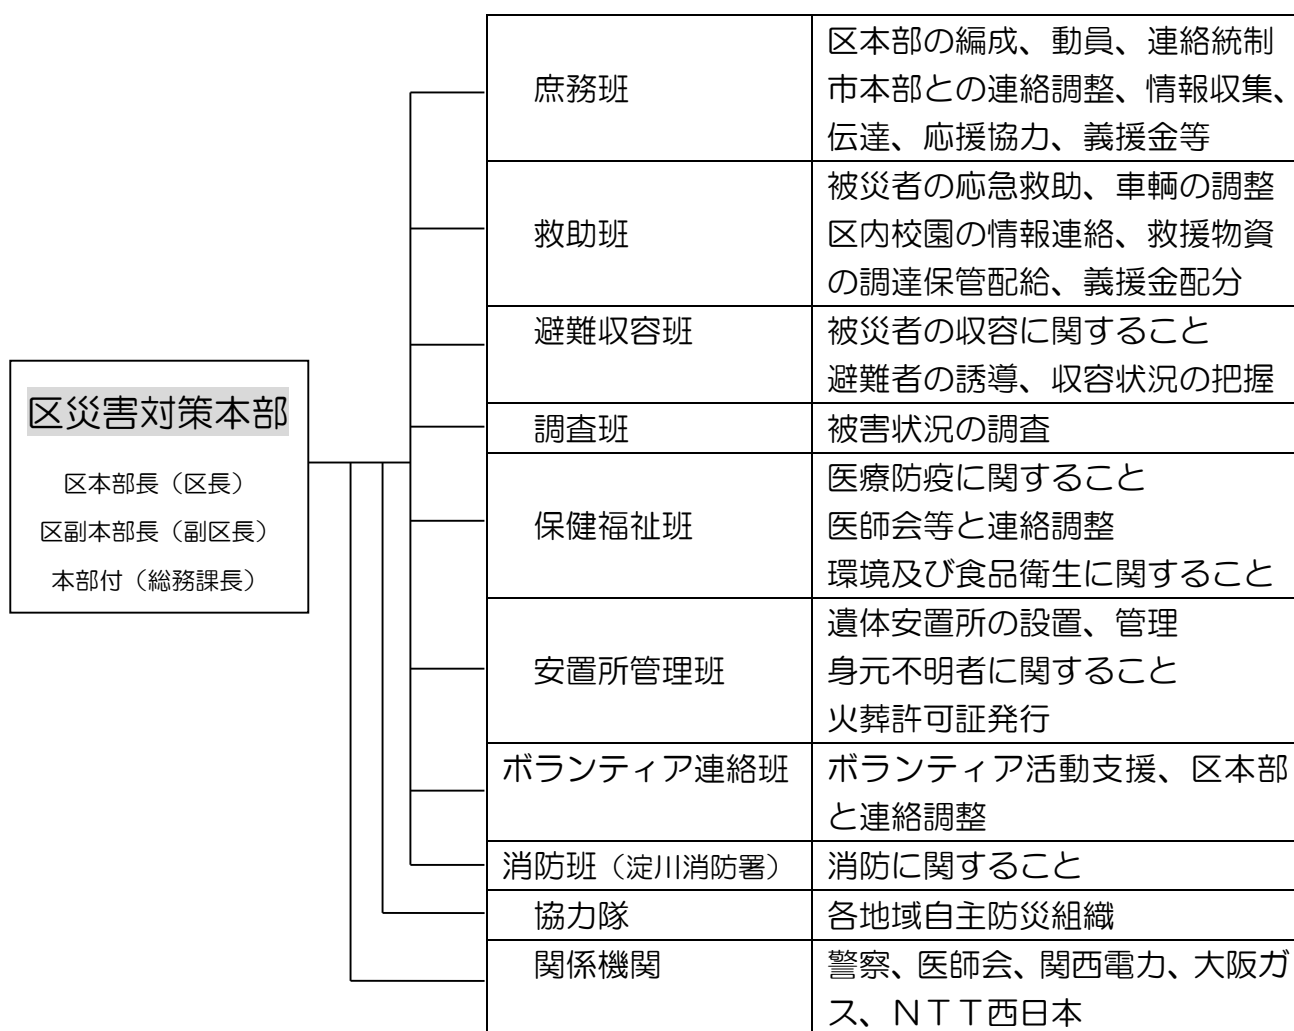 区災害対策本部
区本部長（区長）
区副本部長（副区長）
本部付（総務課長）
庶務班
区本部の編成、動員、連絡統制
市本部との連絡調整、情報収集、
伝達、応援協力、義援金等
救助班
被災者の応急救助、車輌の調整
区内校園の情報連絡、救援物資
の調達保管配給、義援金配分
避難収容班
被災者の収容に関すること
避難者の誘導、収容状況の把握
調査班
被害状況の調査
保健福祉班
医療防疫に関すること
医師会等と連絡調整
環境及び食品衛生に関すること
安置所管理班
遺体安置所の設置、管理
身元不明者に関すること
火葬許可証発行
ボランティア連絡班
ボランティア活動支援、区本部
と連絡調整
消防班（淀川消防署）
消防に関すること
協力隊
各地域自主防災組織
関係機関
警察、医師会、関西電力、大阪ガ
ス、ＮＴＴ西日本